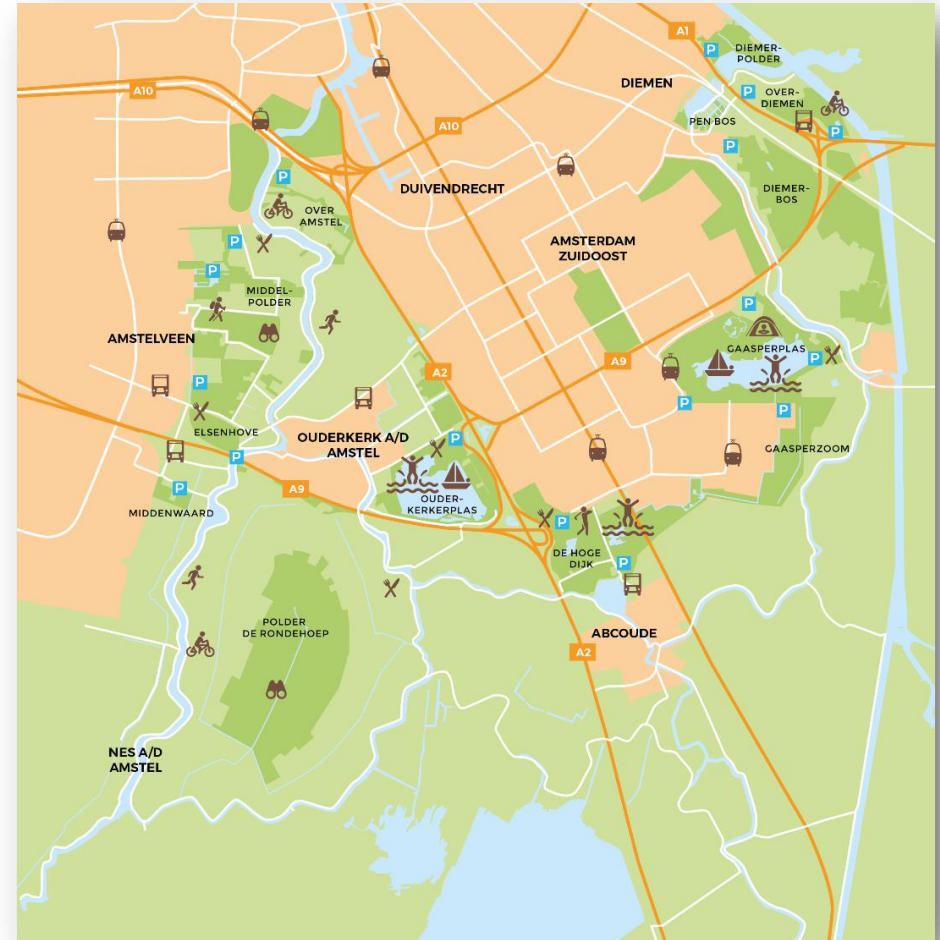 A1
P
DIEMER-
POLDER
DIEMEN
A10
P
OVER-
DIEMEN
PEN BOS
A10
P
P
DUIVENDRECHT
P
DIEMER-
BOS
OVER
AMSTEL
P
AMSTERDAM
ZUIDOOST
P
MIDDEL-
POLDER
P
AMSTELVEEN
GAASPERPLAS
P
A9
A2
P
P
P
ELSENHOVE
OUDERKERK A/D
AMSTEL
P
GAASPERZOOM
P
A9
P
MIDDENWAARD
OUDER-
KERKERPLAS
P
DE HOGE
DIJK
P
POLDER
DE RONDEHOEP
ABCOUDE
A2
NES A/D
AMSTEL